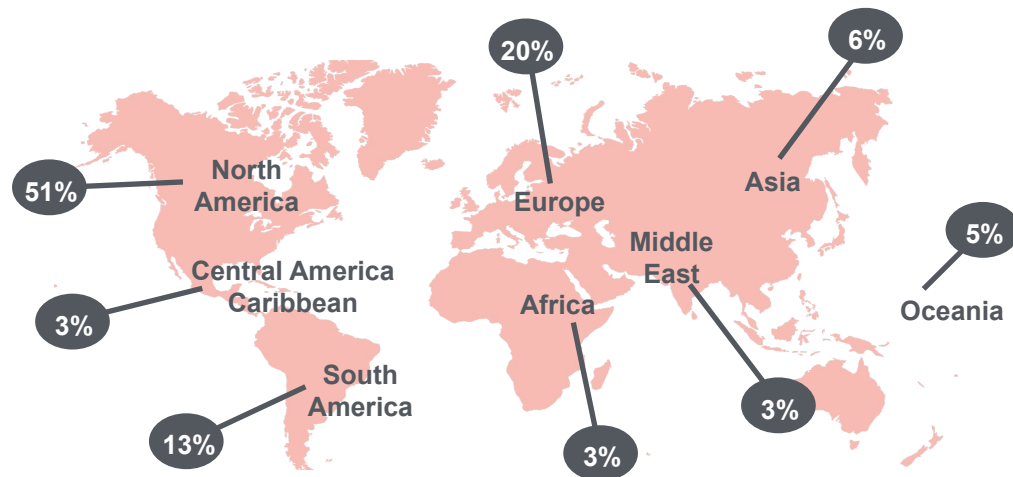 20%
6%
51%
North
America
Europe
Asia
Middle
East
5%
Central America
Caribbean
3%
Africa
Oceania
South
America
13%
3%
3%